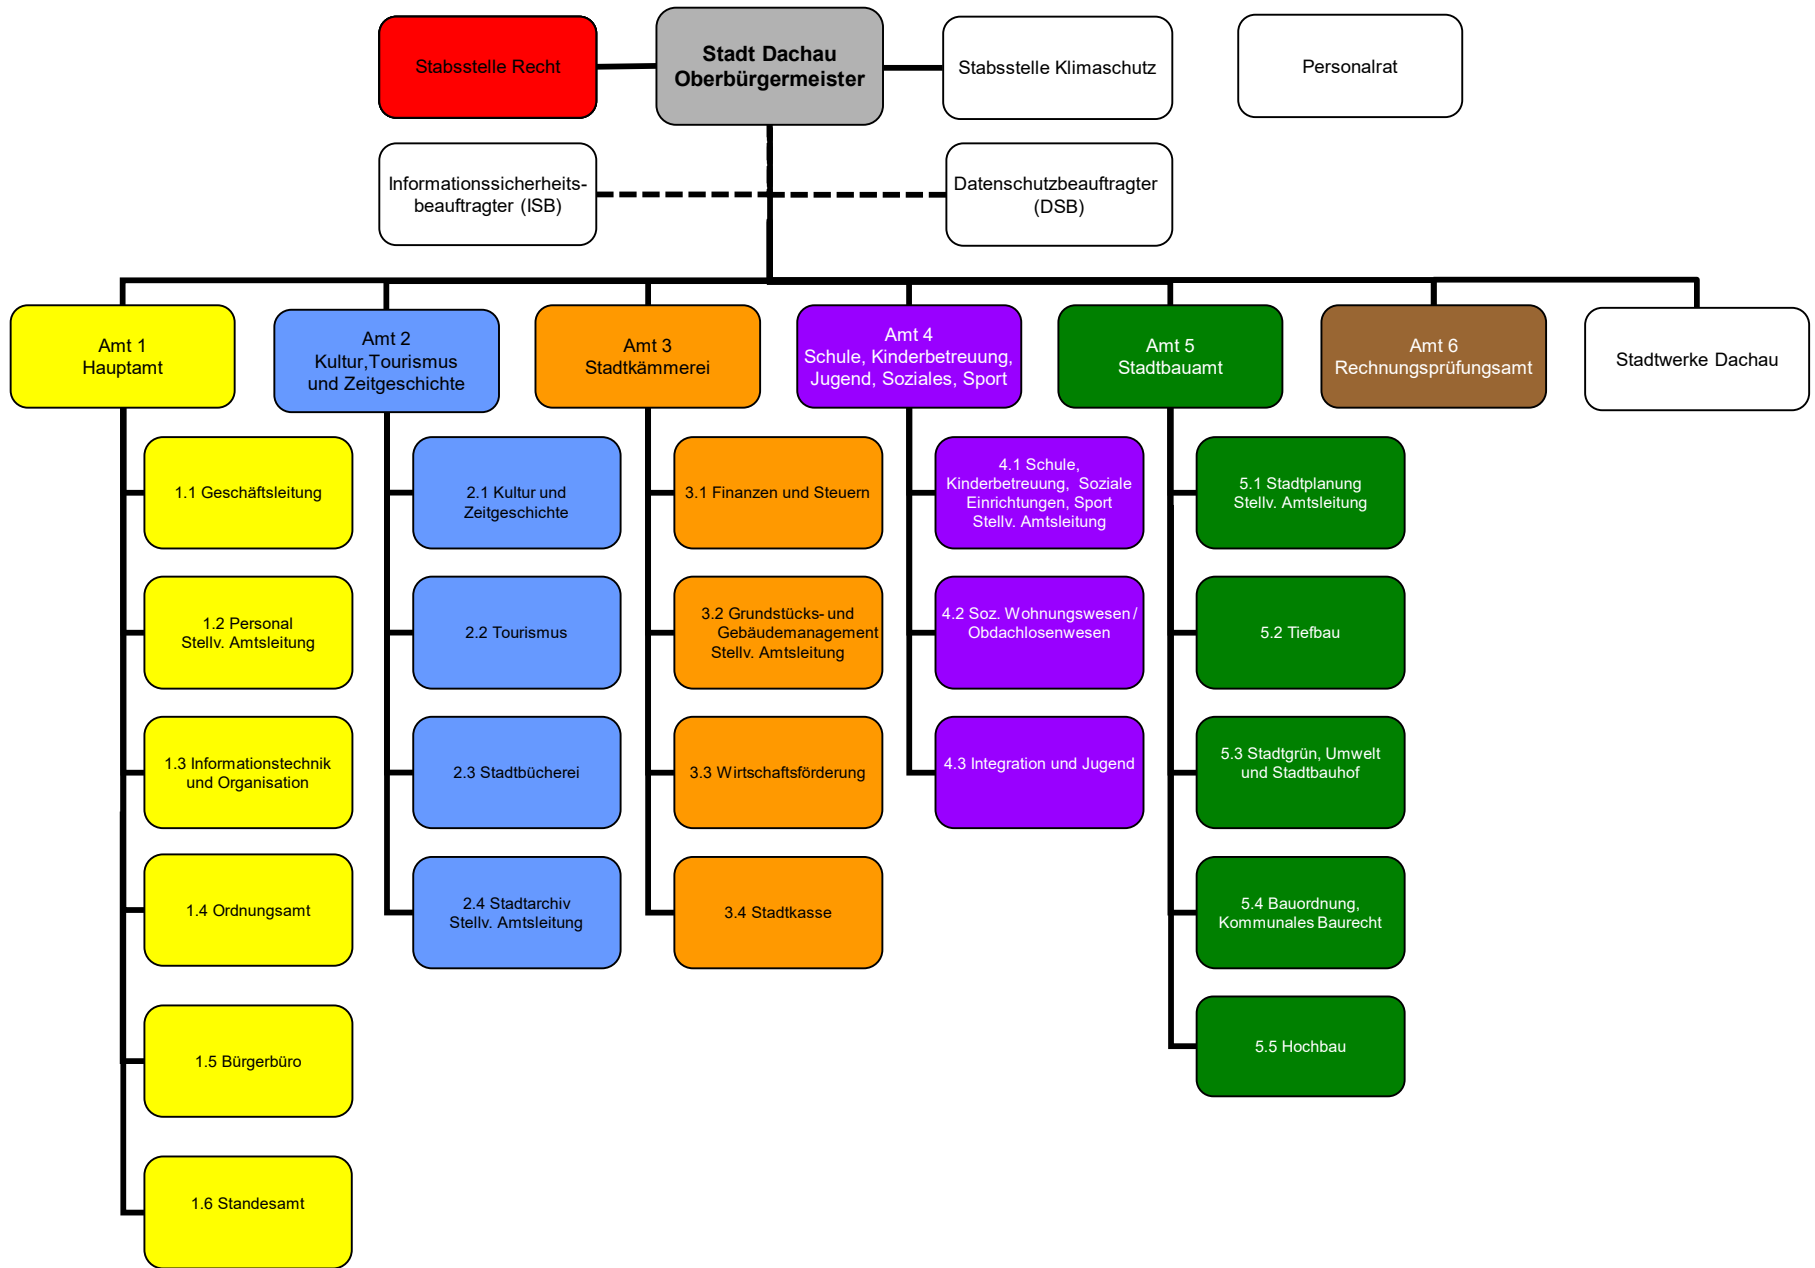 Stabsstelle Recht
Stadt Dachau
Oberbürgermeister
Stabsstelle Klimaschutz
Personalrat
Informationssicherheits-
beauftragter (ISB)
Datenschutzbeauftragter
(DSB)
Amt 1
Hauptamt
Amt 2
Kultur,Tourismus
und Zeitgeschichte
Amt 3
Stadtkämmerei
Amt 4
Schule, Kinderbetreuung,
Jugend, Soziales, Sport
Amt 5
Stadtbauamt
Amt 6
Rechnungsprüfungsamt
Stadtwerke Dachau
1.1 Geschäftsleitung
2.1 Kultur und
Zeitgeschichte
3.1 Finanzen und Steuern
4.1 Schule,
Kinderbetreuung, Soziale
Einrichtungen, Sport
Stellv. Amtsleitung
5.1 Stadtplanung
Stellv. Amtsleitung
1.2 Personal
Stellv. Amtsleitung
2.2 Tourismus
3.2 Grundstücks- und
Gebäudemanagement
Stellv. Amtsleitung
4.2 Soz. Wohnungswesen /
Obdachlosenwesen
5.2 Tiefbau
1.3 Informationstechnik
und Organisation
2.3 Stadtbücherei
3.3 Wirtschaftsförderung
4.3 Integration und Jugend
5.3 Stadtgrün, Umwelt
und Stadtbauhof
1.4 Ordnungsamt
2.4 Stadtarchiv
Stellv. Amtsleitung
3.4 Stadtkasse
5.4 Bauordnung,
Kommunales Baurecht
1.5 Bürgerbüro
5.5 Hochbau
1.6 Standesamt